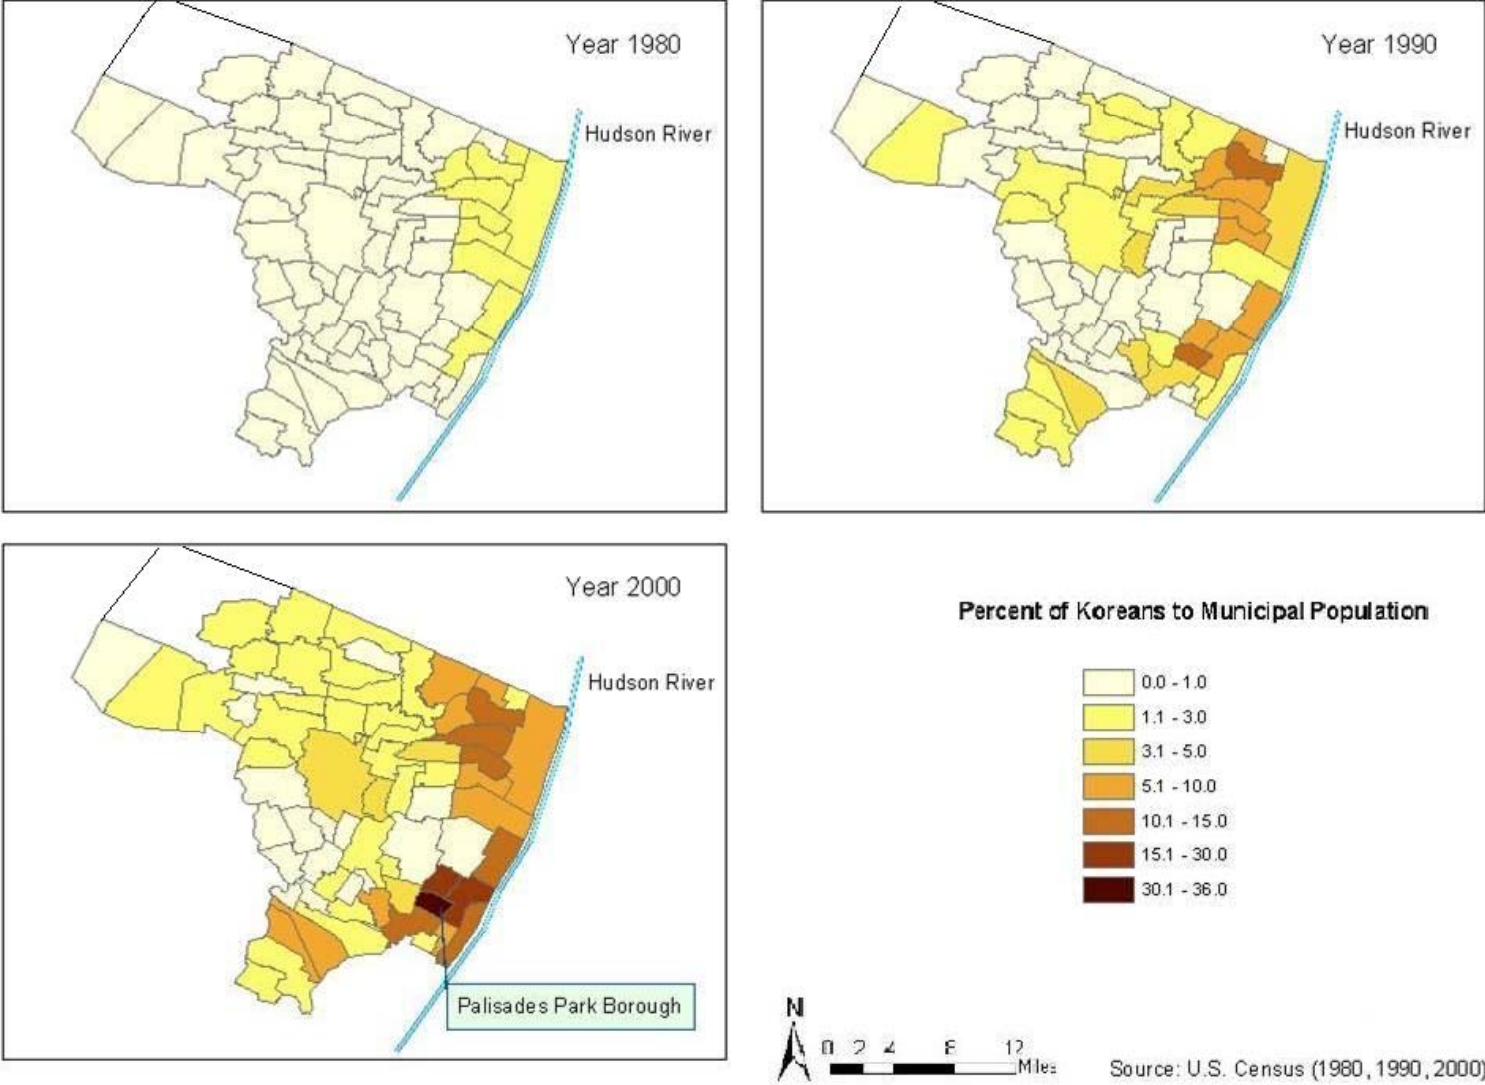 Year 1980
Hudson River
Year 1990
Hudson River
Year 2000
Hudson River
Palisades Park Borough
Percent of Koreans to Municipal Population
0.0 - 1.0
1.1 - 3.0
3.1 - 5.0
5.1 - 10.0
10.1 - 15.0
15.1 - 30.0
30.1 - 36.0
N
0 2 4 8 12
Miles
Source: U.S. Census (1980, 1990, 2000)